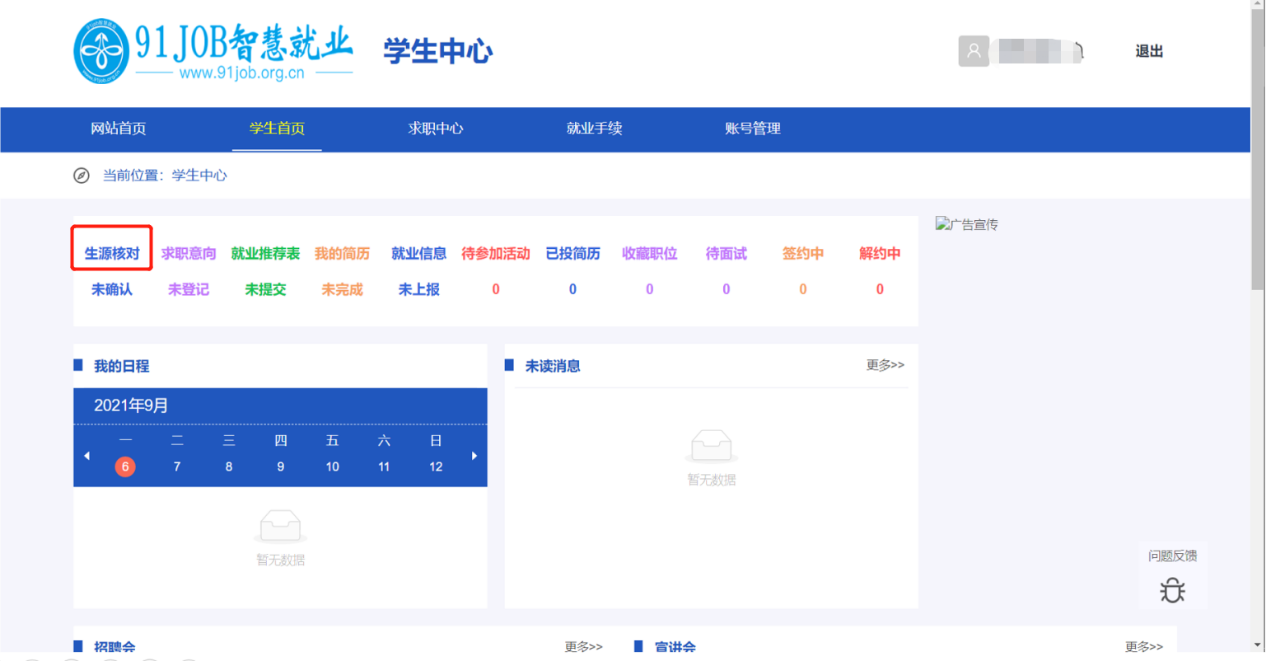 91JOB智慧就业
www.91job.org.cn
学生中心
退出
网站首页 学生首页 求职中心 就业手续 账号管理
当前位置：学生中心
生源核对 求职意向 就业推荐表 我的简历 就业信息 待参加活动 已投简历 收藏职位 待面试 签约中 解约中
未确认 未登记 未提交 未完成 未上报 0 0 0 0 0 0
广告宣传
我的日程
2021年9月
一 二 三 四 五 六 日
6 7 8 9 10 11 12
暂无数据
未读消息 更多>>
暂无数据
问题反馈
招聘会 更多>>
宣讲会 更多>>